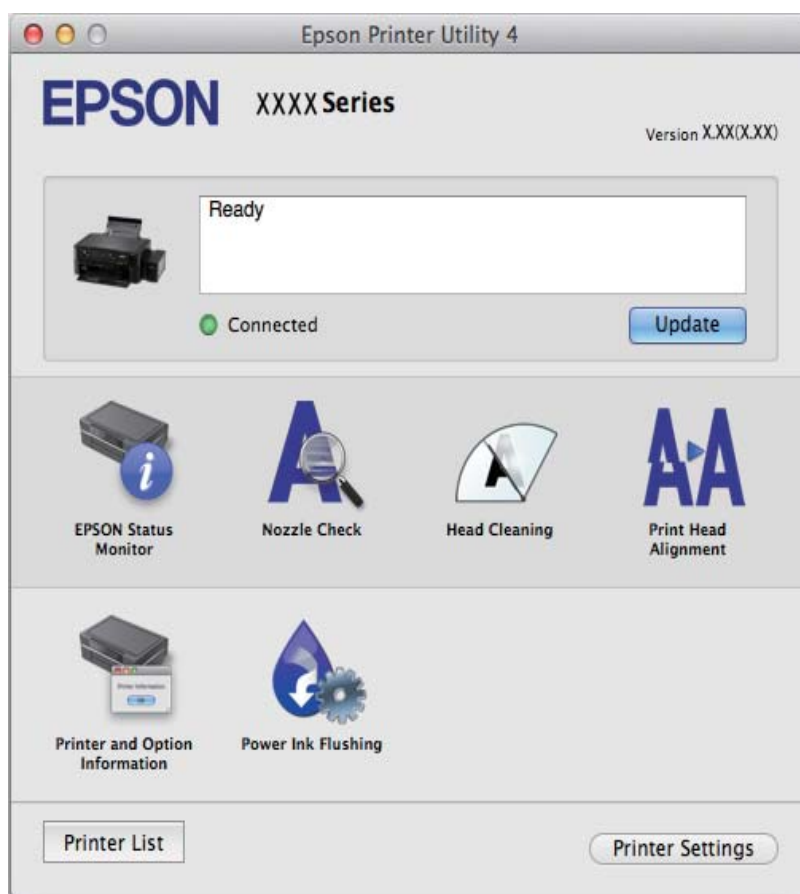 Epson Printer Utility 4
EPSON XXXX Series
Version X.XX(X.XX)
Ready
Connected
Update
EPSON Status
Monitor
Nozzle Check
Head Cleaning
Print Head
Alignment
Printer and Option
Information
Power Ink Flushing
Printer List
Printer Settings